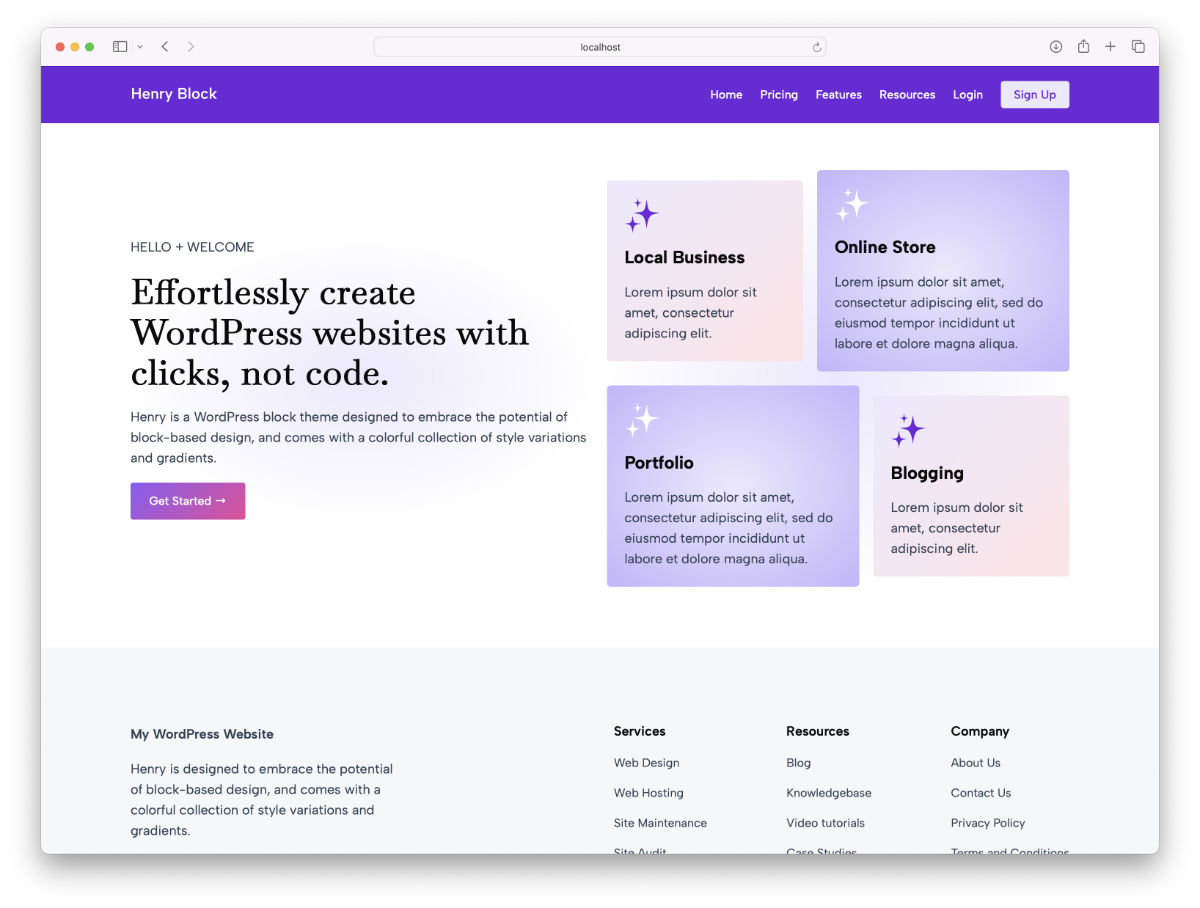 localhost
Henry Block
Home
Pricing
Features
Resources
Login
Sign Up
HELLO + WELCOME
Effortlessly create
WordPress websites with
clicks, not code.
Henry is a WordPress block theme designed to embrace the potential of
block-based design, and comes with a colorful collection of style variations
and gradients.
Get Started →
Local Business
Lorem ipsum dolor sit
amet, consectetur
adipiscing elit.
Online Store
Lorem ipsum dolor sit amet,
consectetur adipiscing elit, sed do
eiusmod tempor incididunt ut
labore et dolore magna aliqua.
Portfolio
Lorem ipsum dolor sit amet,
consectetur adipiscing elit, sed do
eiusmod tempor incididunt ut
labore et dolore magna aliqua.
Blogging
Lorem ipsum dolor sit
amet, consectetur
adipiscing elit.
My WordPress Website
Henry is designed to embrace the potential
of block-based design, and comes with a
colorful collection of style variations and
gradients.
Services
Web Design
Web Hosting
Site Maintenance
Site Audit
Resources
Blog
Knowledgebase
Video tutorials
Case Studies
Company
About Us
Contact Us
Privacy Policy
Terms and Conditions